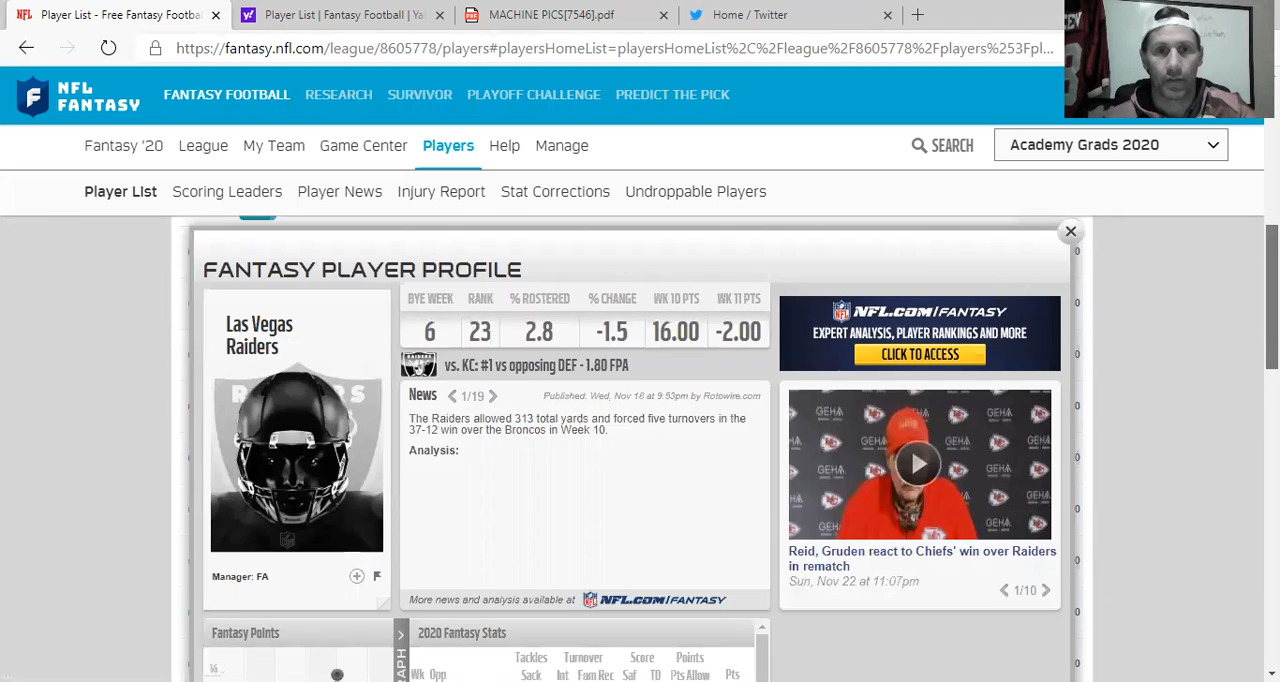 Player List - Free Fantasy Footba
Player List | Fantasy Football | Ya
MACHINE PICS[7546].pdf
Home / Twitter
https://fantasy.nfl.com/league/8605778/players#playersHomeList=playersHomeList%2C%2Fleague%2F8605778%2Fplayers%253Fpl...
NFL FANTASY
FANTASY FOOTBALL RESEARCH SURVIVOR PLAYOFF CHALLENGE PREDICT THE PICK
Fantasy '20 League My Team Game Center Players Help Manage
SEARCH
Academy Grads 2020
Player List Scoring Leaders Player News Injury Report Stat Corrections Undroppable Players
FANTASY PLAYER PROFILE
Las Vegas
Raiders
RAIDERS
Manager: FA
BYE WEEK RANK % ROSTERED % CHANGE WK 10 PTS WK 11 PTS
6 23 2.8 -1.5 16.00 -2.00
vs. KC: #1 vs opposing DEF - 1.80 FPA
News 1/19 Published: Wed, Nov 18 at 9:53pm by Rotowire.com
The Raiders allowed 313 total yards and forced five turnovers in the
37-12 win over the Broncos in Week 10.
Analysis:
More news and analysis available at NFL.COM/FANTASY
NFL.COM/FANTASY
EXPERT ANALYSIS, PLAYER RANKINGS AND MORE
CLICK TO ACCESS
GEHA
GEHA
GEHA
GEHA
GEHA
Reid, Gruden react to Chiefs' win over Raiders
in rematch
Sun, Nov 22 at 11:07pm
1/10
Fantasy Points
2020 Fantasy Stats
Tackles Turnover Score Points
Wk Opp Sack Int Fum Rec Saf TD Pts Allow Pts